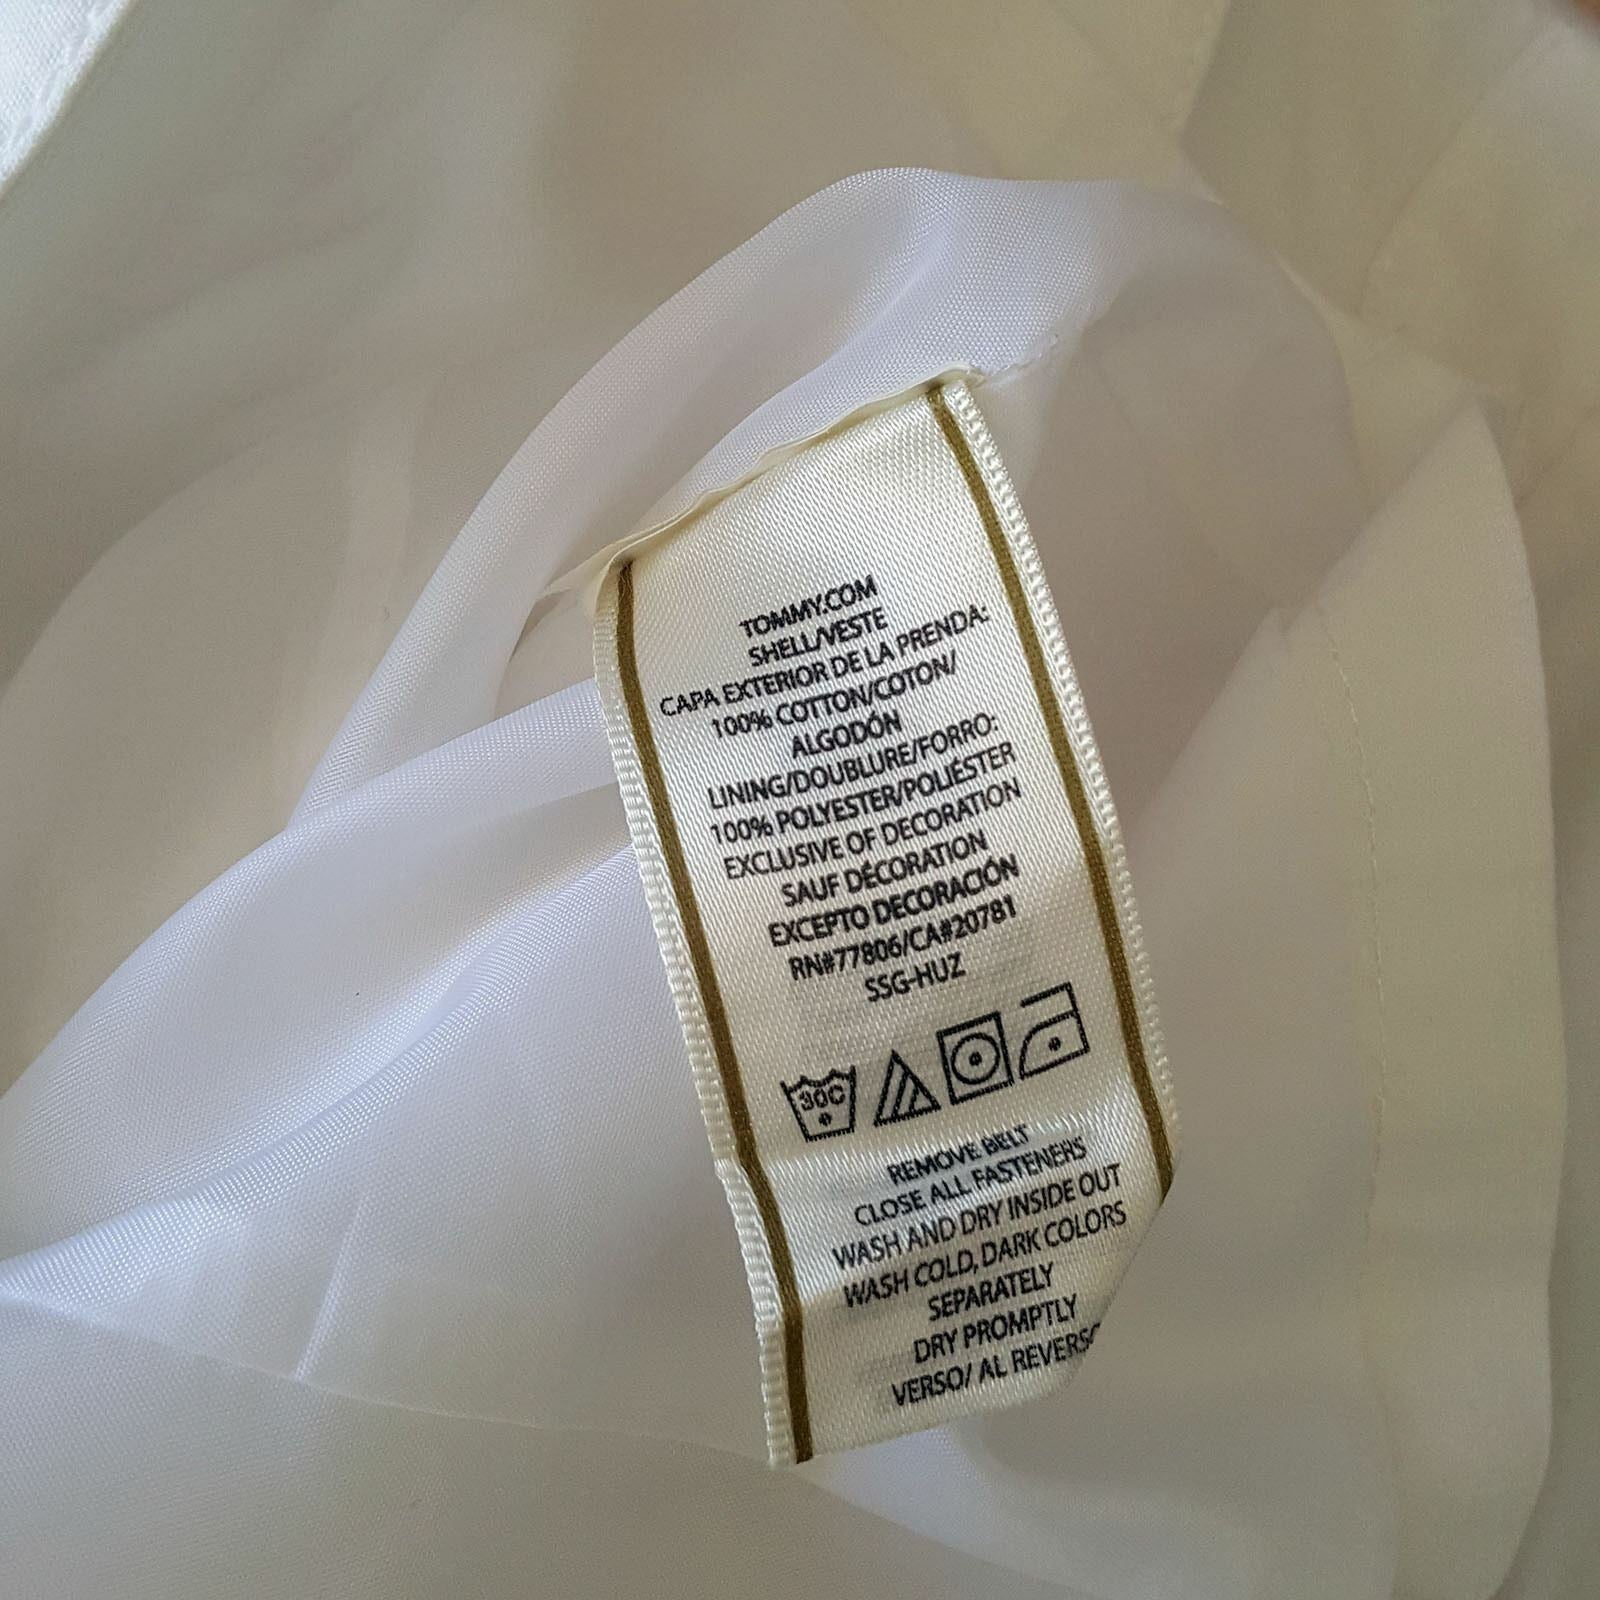 TOMMY.COM
SHELL/VESTE
CAPA EXTERIOR DE LA PRENDA:
100% COTTON/COTON/
ALGODÓN
LINING/DOUBLURE/FORRO:
100% POLYESTER/POLIÉSTER
EXCLUSIVE OF DECORATION
SAUF DÉCORATION
EXCEPTO DECORACIÓN
RN#77806/CA#20781
SSG-HUZ
30C
REMOVE BELT
CLOSE ALL FASTENERS
WASH AND DRY INSIDE OUT
WASH COLD, DARK COLORS
SEPARATELY
DRY PROMPTLY
VERSO/ AL REVERSO